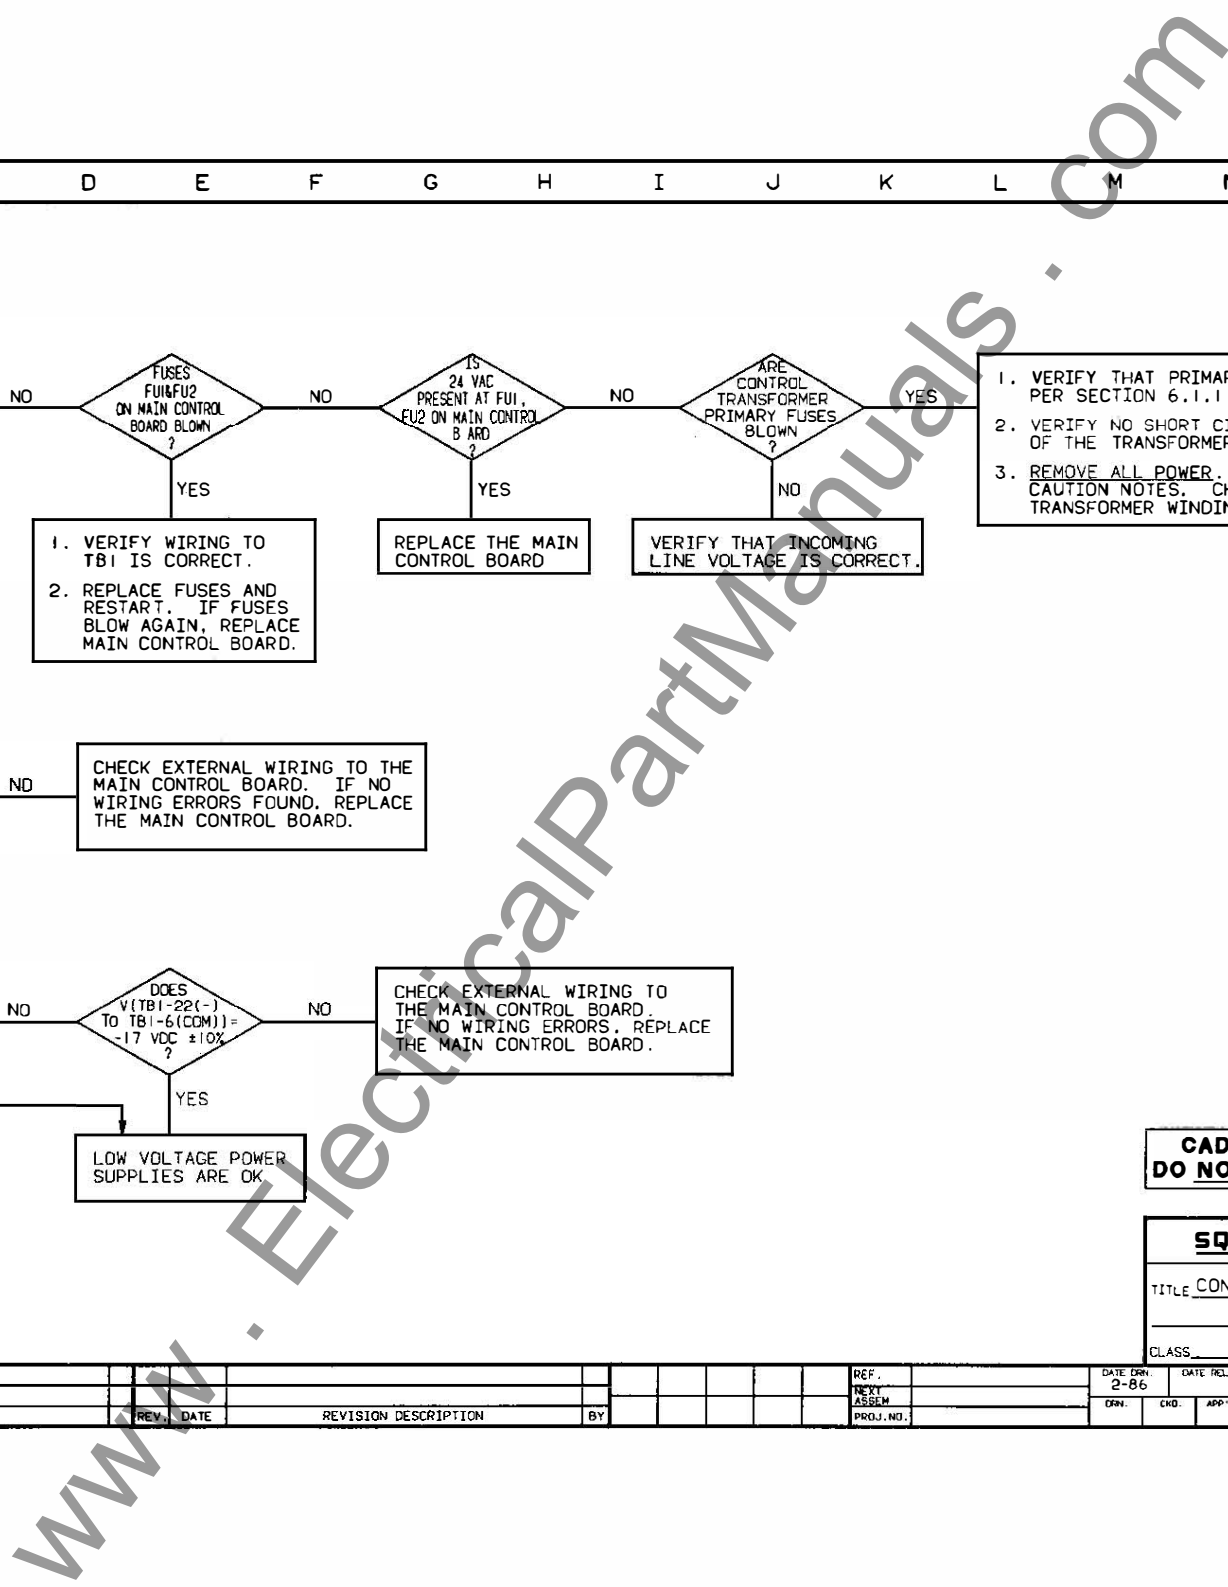 D E F G H I J K L M
NO
FUSES
FU1&FU2
ON MAIN CONTROL
BOARD BLOWN
?
NO
IS
24 VAC
PRESENT AT FU1,
FU2 ON MAIN CONTROL
B ARD
?
NO
ARE
CONTROL
TRANSFORMER
PRIMARY FUSES
BLOWN
?
YES
1. VERIFY THAT PRIMAR
PER SECTION 6.1.1
2. VERIFY NO SHORT CI
OF THE TRANSFORMER
3. REMOVE ALL POWER.
CAUTION NOTES. CH
TRANSFORMER WINDIN
YES
YES
NO
1. VERIFY WIRING TO
TB1 IS CORRECT.
2. REPLACE FUSES AND
RESTART. IF FUSES
BLOW AGAIN, REPLACE
MAIN CONTROL BOARD.
REPLACE THE MAIN
CONTROL BOARD
VERIFY THAT INCOMING
LINE VOLTAGE IS CORRECT.
NO
CHECK EXTERNAL WIRING TO THE
MAIN CONTROL BOARD. IF NO
WIRING ERRORS FOUND, REPLACE
THE MAIN CONTROL BOARD.
NO
DOES
V(TB1-22(-)
TO TB1-6(COM))=
-17 VDC ±10%
?
NO
CHECK EXTERNAL WIRING TO
THE MAIN CONTROL BOARD.
IF NO WIRING ERRORS, REPLACE
THE MAIN CONTROL BOARD.
YES
LOW VOLTAGE POWER
SUPPLIES ARE OK
CAD
DO NO
SQ
TITLE CON
CLASS
REV. DATE REVISION DESCRIPTION BY
REF.
NEXT
ASSEM
PROJ.NO.
DATE DRN. DATE REL
2-86
DRN. CKD. APP
www.ElectricalPartManuals.com